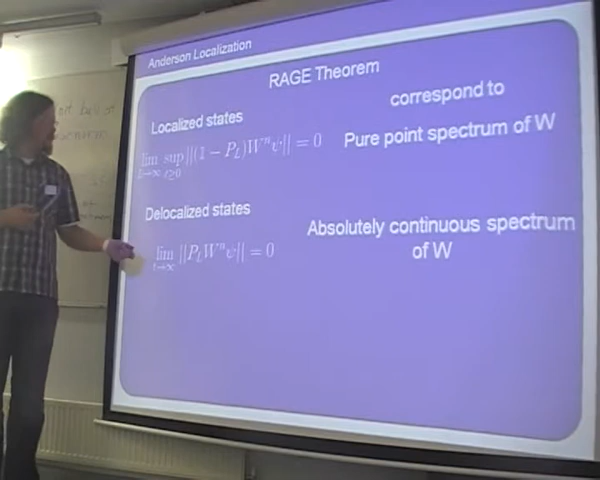 Anderson Localization
RAGE Theorem
Localized states
correspond to
lim sup ||(1 − P_L)W^n ψ|| = 0
L→∞ t≥0
Pure point spectrum of W
Delocalized states
Absolutely continuous spectrum
of W
lim ||P_L W^n ψ|| = 0
t→∞